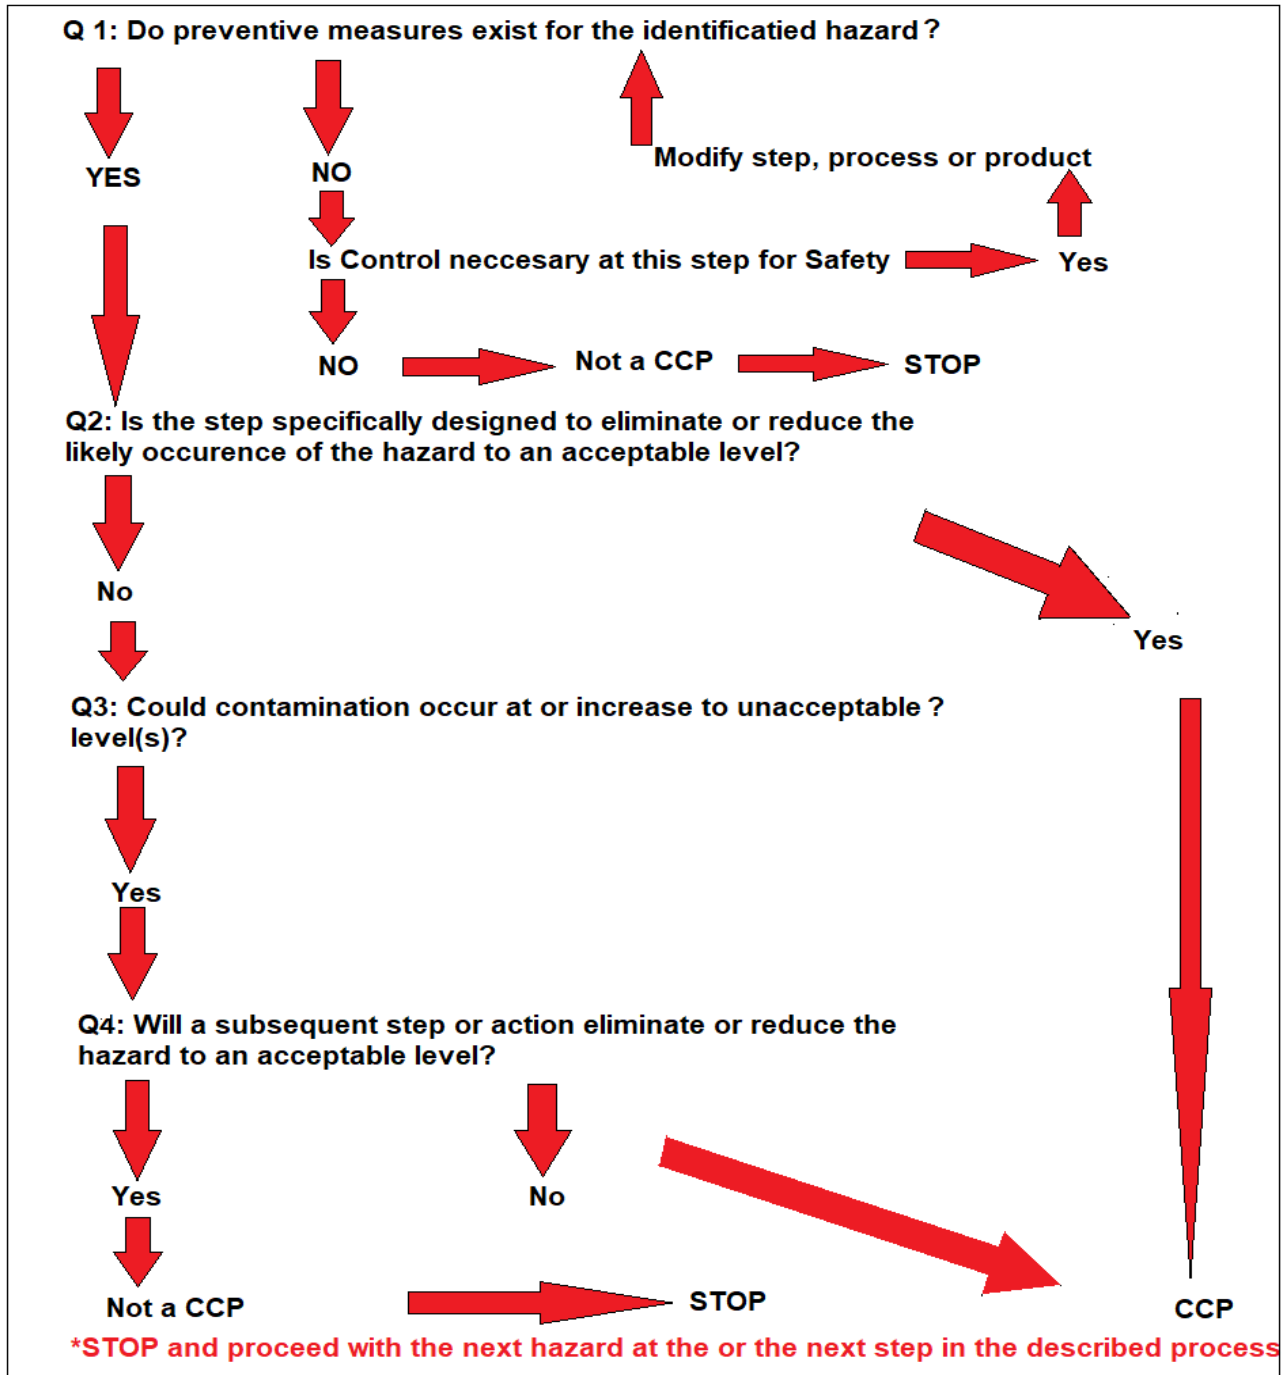 Q 1: Do preventive measures exist for the identificatied hazard ?
YES
NO
Modify step, process or product
Is Control neccesary at this step for Safety
Yes
NO
Not a CCP
STOP
Q2: Is the step specifically designed to eliminate or reduce the
likely occurence of the hazard to an acceptable level?
No
Yes
Q3: Could contamination occur at or increase to unacceptable ?
level(s)?
Yes
Q4: Will a subsequent step or action eliminate or reduce the
hazard to an acceptable level?
Yes
No
Not a CCP
STOP
CCP
*STOP and proceed with the next hazard at the or the next step in the described process